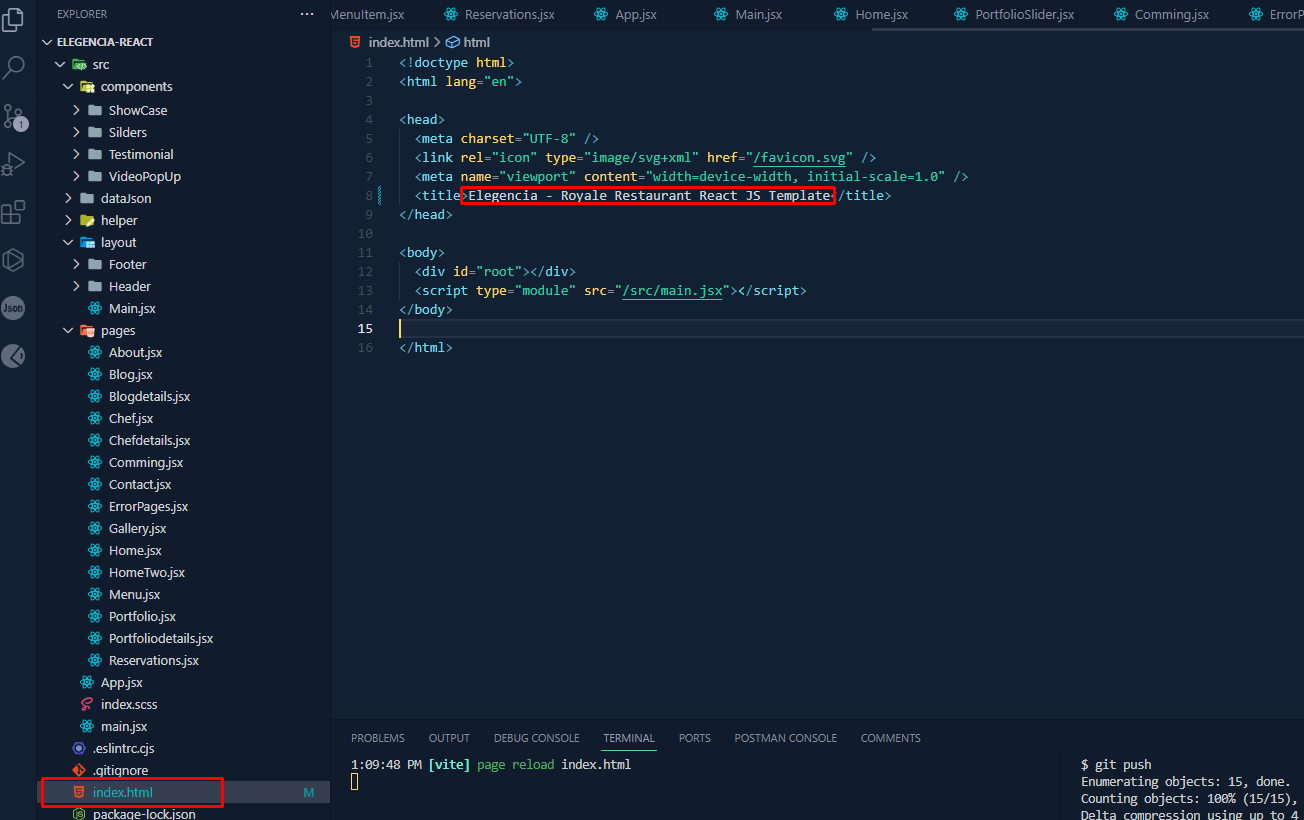 EXPLORER
ELEGENCIA-REACT
src
components
ShowCase
Silders
Testimonial
VideoPopUp
dataJson
helper
layout
Footer
Header
Main.jsx
pages
About.jsx
Blog.jsx
Blogdetails.jsx
Chef.jsx
Chefdetails.jsx
Comming.jsx
Contact.jsx
ErrorPages.jsx
Gallery.jsx
Home.jsx
HomeTwo.jsx
Menu.jsx
Portfolio.jsx
Portfoliodetails.jsx
Reservations.jsx
App.jsx
index.scss
main.jsx
.eslintrc.cjs
.gitignore
index.html M
package-lock.json
1
Json
MenuItem.jsx Reservations.jsx App.jsx Main.jsx Home.jsx PortfolioSlider.jsx Comming.jsx ErrorP
index.html > html
1 <!doctype html>
2 <html lang="en">
3
4 <head>
5 <meta charset="UTF-8" />
6 <link rel="icon" type="image/svg+xml" href="/favicon.svg" />
7 <meta name="viewport" content="width=device-width, initial-scale=1.0" />
8 <title>Elegencia - Royale Restaurant React JS Template</title>
9 </head>
10
11 <body>
12 <div id="root"></div>
13 <script type="module" src="/src/main.jsx"></script>
14 </body>
15
16 </html>
PROBLEMS OUTPUT DEBUG CONSOLE TERMINAL PORTS POSTMAN CONSOLE COMMENTS
1:09:48 PM [vite] page reload index.html
$ git push
Enumerating objects: 15, done.
Counting objects: 100% (15/15),
Delta compression using up to 4